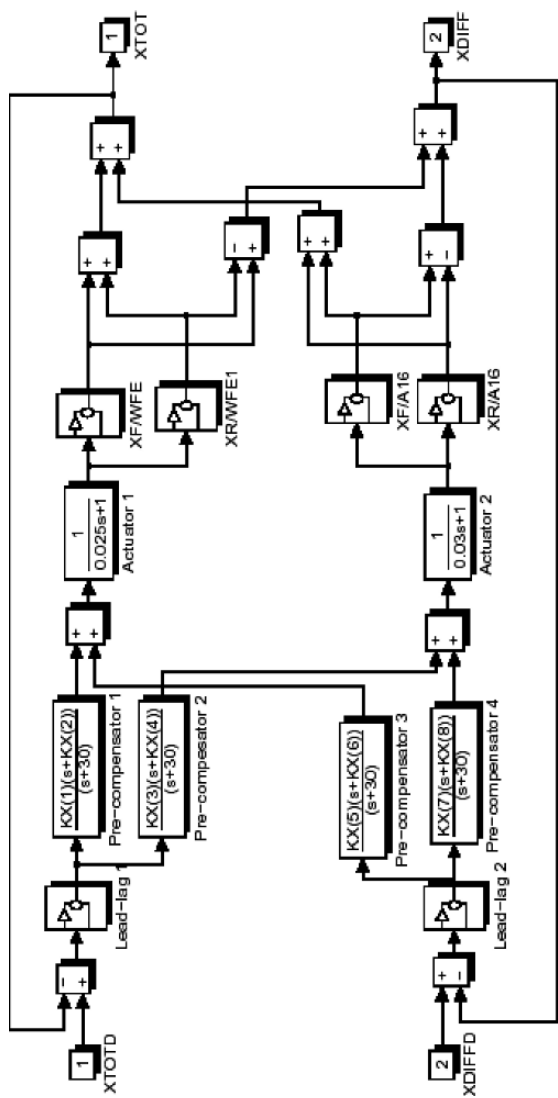 1
XTOTD
- +
Lead-lag 1
KX(1)(s+KX(2))
(s+30)
Pre-compensator 1
KX(3)(s+KX(4))
(s+30)
Pre-compesator 2
+ +
1
0.025s+1
Actuator 1
XF/WFE
XR/WFE1
+ +
- +
+ +
1
XTOT
2
XDIFFD
+ -
Lead-lag 2
KX(5)(s+KX(6))
(s+30)
Pre-compensator 3
KX(7)(s+KX(8))
(s+30)
Pre-compensator 4
+ +
1
0.03s+1
Actuator 2
XF/A16
XR/A16
+ +
+ -
+ +
2
XDIFF